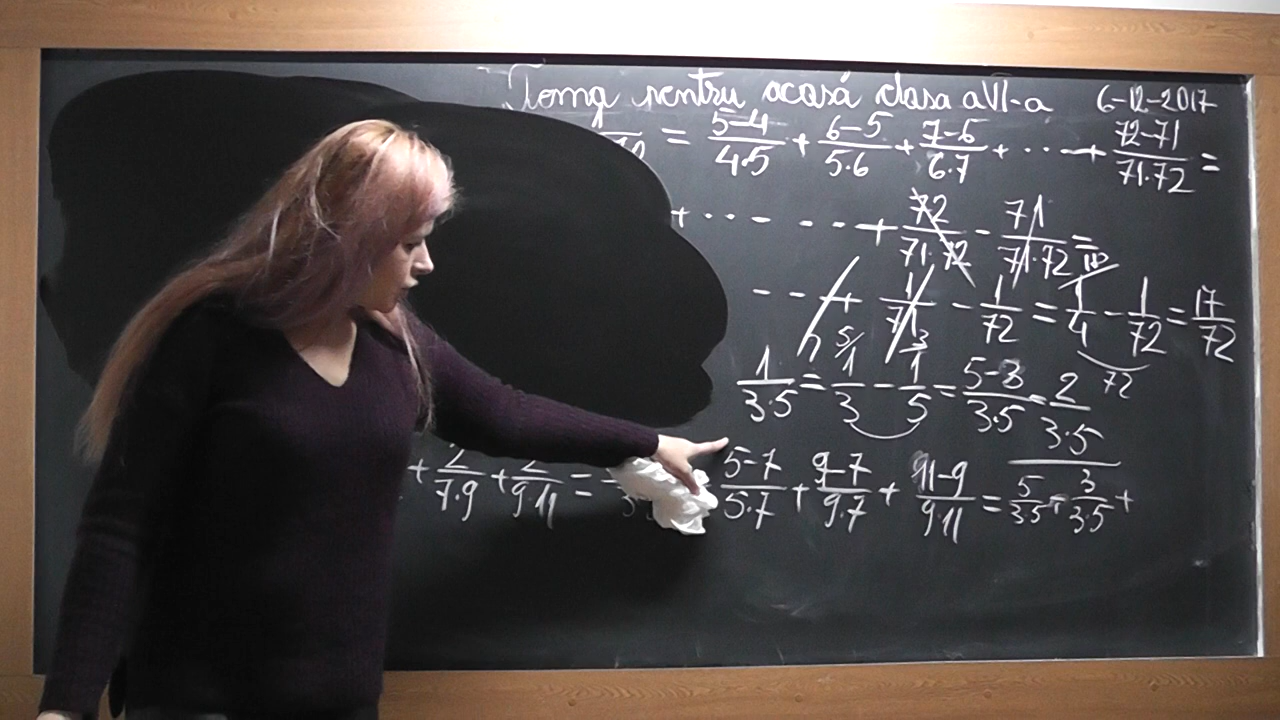 Tema pentru acasă clasa a VI-a 6-12-2017
= 5-4/4·5 + 6-5/5·6 + 7-6/6·7 + ··· + 72-71/71·72 =
+ ··· - - - + 72/71·72 - 71/71·72 =
- - + 1/71 - 1/72 = 1/4 - 1/72 = 17/72
1/3·5 = 1/3 - 1/5 = 5-3/3·5 = 2/3·5 72
+ 2/7·9 + 2/9·11 = 5-7/5·7 + 9-7/9·7 + 11-9/9·11 = 5/3·5 - 3/3·5 +